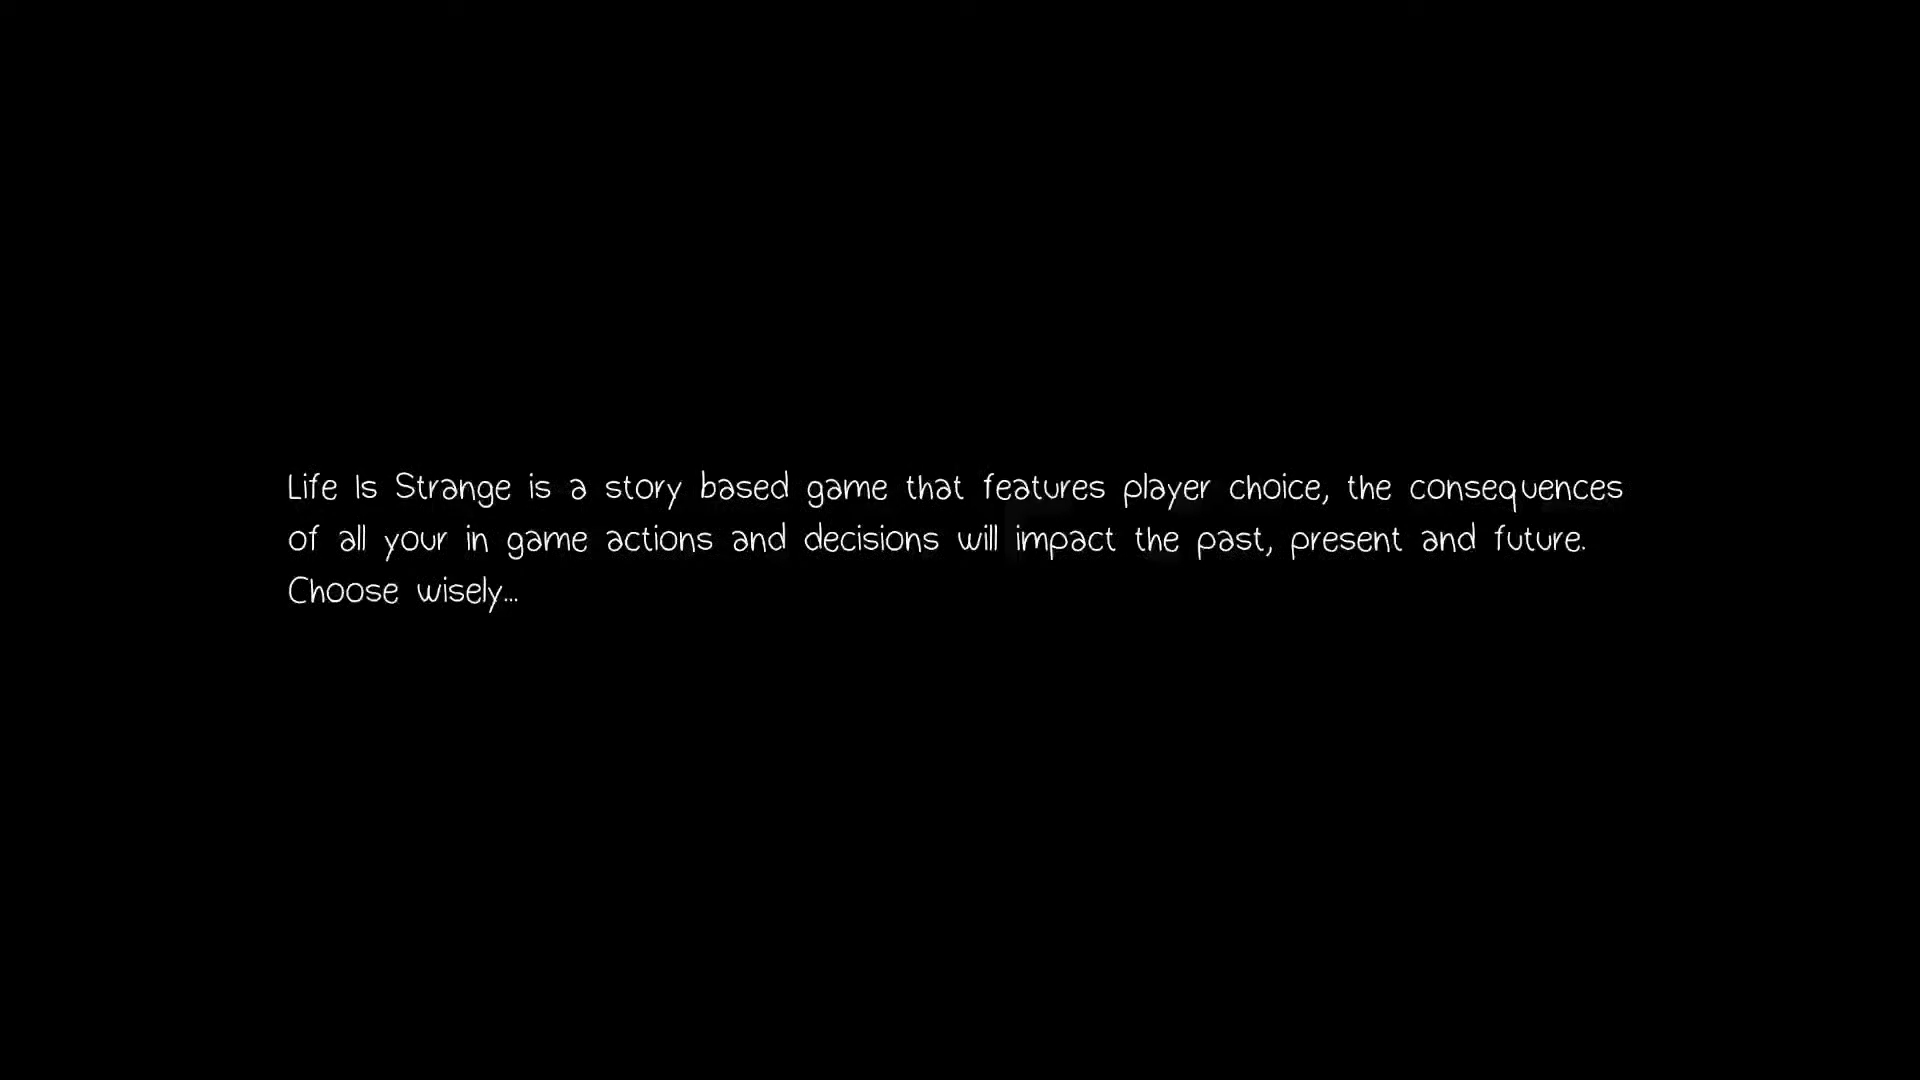 Life Is Strange is a story based game that features player choice, the consequences
of all your in game actions and decisions will impact the past, present and future.
Choose wisely...